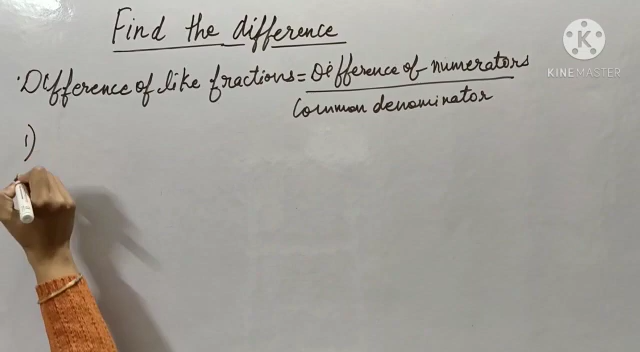 Find the difference
Difference of like fractions = Difference of numerators
Common denominator
1)
KINEMASTER